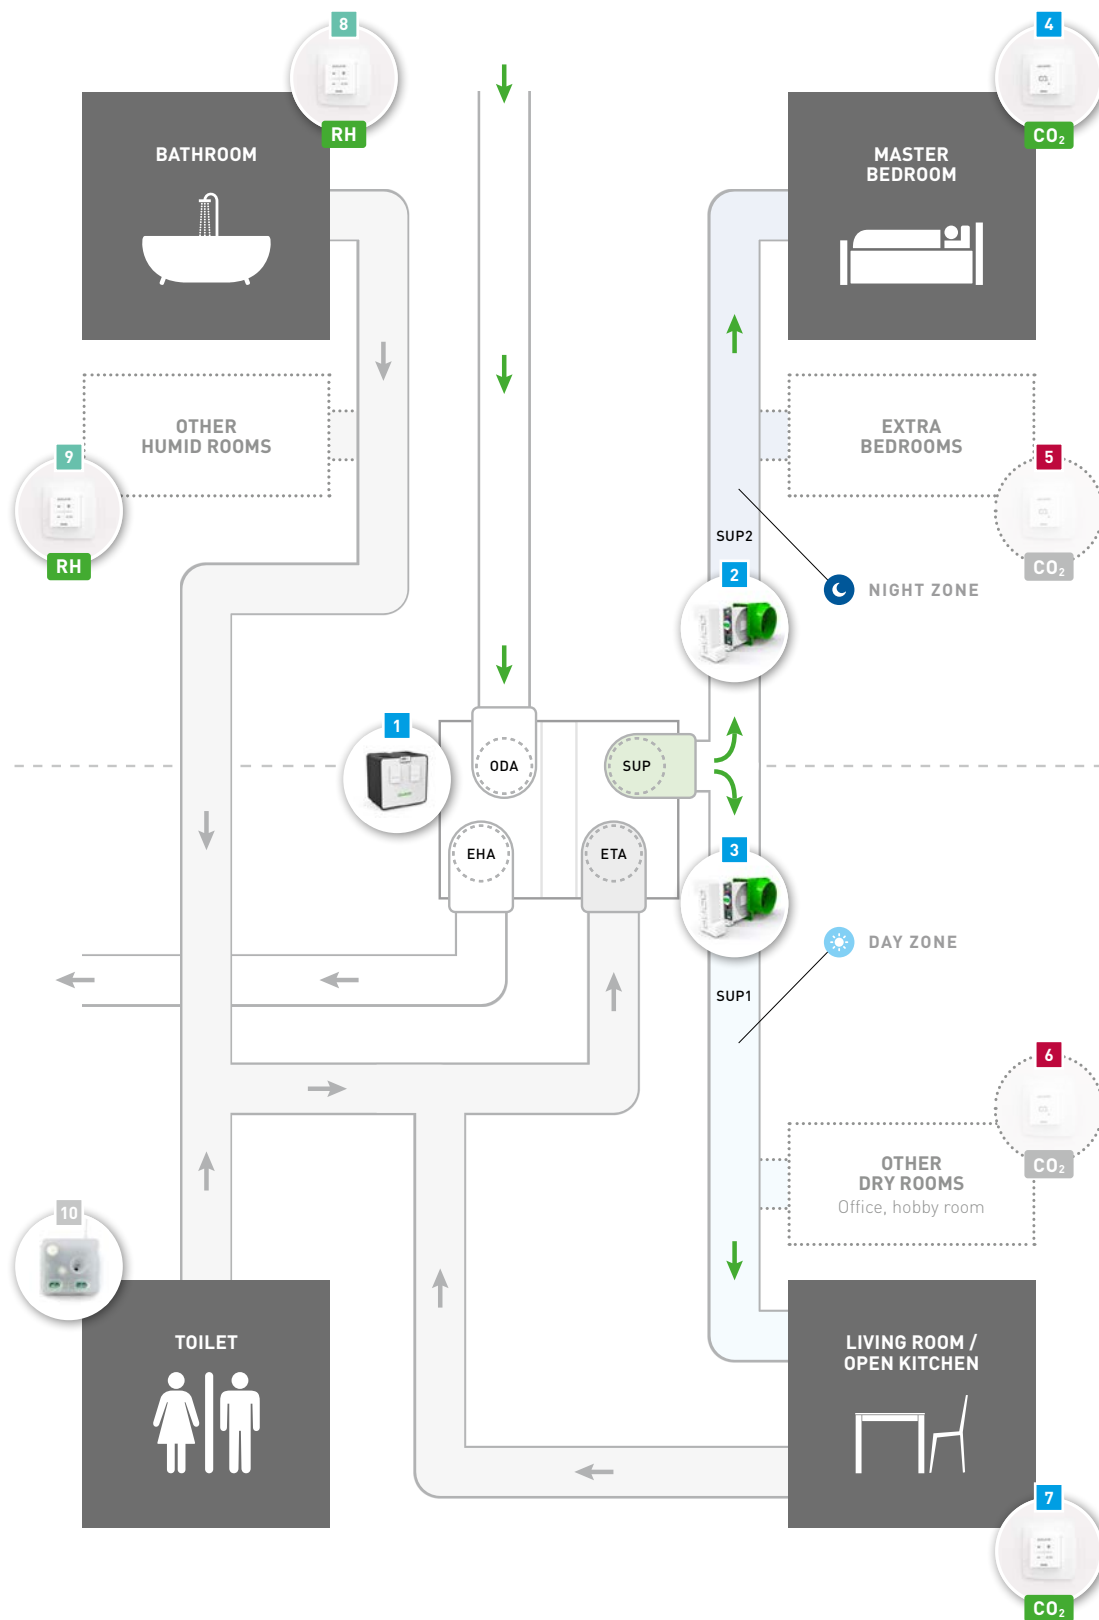 8
4
RH
CO₂
BATHROOM
MASTER
BEDROOM
OTHER
HUMID ROOMS
EXTRA
BEDROOMS
9
5
RH
CO₂
SUP2
2
NIGHT ZONE
1
ODA
SUP
EHA
ETA
3
DAY ZONE
SUP1
6
CO₂
OTHER
DRY ROOMS
Office, hobby room
10
TOILET
LIVING ROOM /
OPEN KITCHEN
7
CO₂